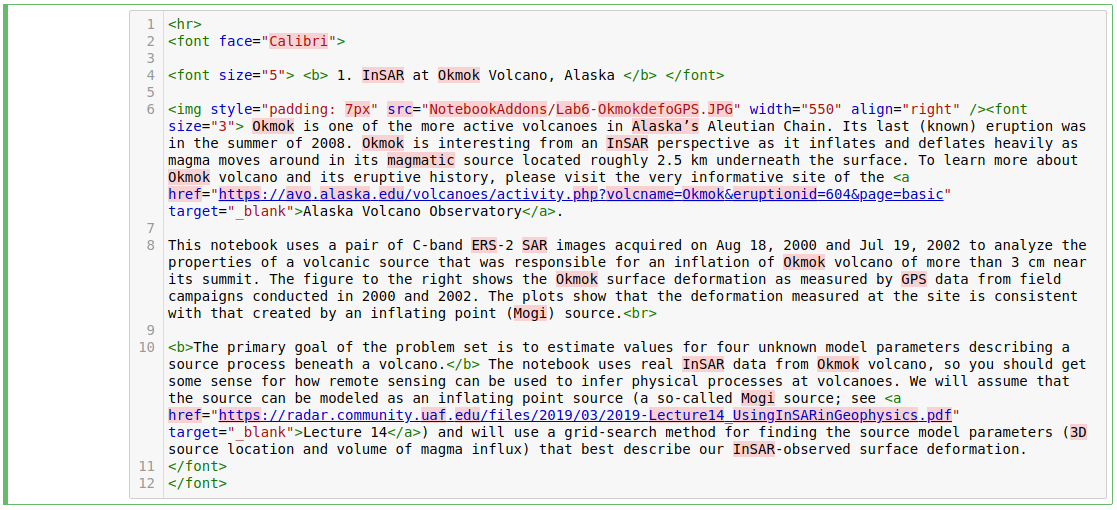 1 <hr>
2 <font face="Calibri">
3
4 <font size="5"> <b> 1. InSAR at Okmok Volcano, Alaska </b> </font>
5
6 <img style="padding: 7px" src="NotebookAddons/Lab6-OkmokdefoGPS.JPG" width="550" align="right" /><font
size="3"> Okmok is one of the more active volcanoes in Alaska’s Aleutian Chain. Its last (known) eruption was
in the summer of 2008. Okmok is interesting from an InSAR perspective as it inflates and deflates heavily as
magma moves around in its magmatic source located roughly 2.5 km underneath the surface. To learn more about
Okmok volcano and its eruptive history, please visit the very informative site of the <a
href="https://avo.alaska.edu/volcanoes/activity.php?volcname=Okmok&eruptionid=604&page=basic"
target="_blank">Alaska Volcano Observatory</a>.
7
8 This notebook uses a pair of C-band ERS-2 SAR images acquired on Aug 18, 2000 and Jul 19, 2002 to analyze the
properties of a volcanic source that was responsible for an inflation of Okmok volcano of more than 3 cm near
its summit. The figure to the right shows the Okmok surface deformation as measured by GPS data from field
campaigns conducted in 2000 and 2002. The plots show that the deformation measured at the site is consistent
with that created by an inflating point (Mogi) source.<br>
9
10 <b>The primary goal of the problem set is to estimate values for four unknown model parameters describing a
source process beneath a volcano.</b> The notebook uses real InSAR data from Okmok volcano, so you should get
some sense for how remote sensing can be used to infer physical processes at volcanoes. We will assume that
the source can be modeled as an inflating point source (a so-called Mogi source; see <a
href="https://radar.community.uaf.edu/files/2019/03/2019-Lecture14_UsingInSARinGeophysics.pdf"
target="_blank">Lecture 14</a>) and will use a grid-search method for finding the source model parameters (3D
source location and volume of magma influx) that best describe our InSAR-observed surface deformation.
11 </font>
12 </font>